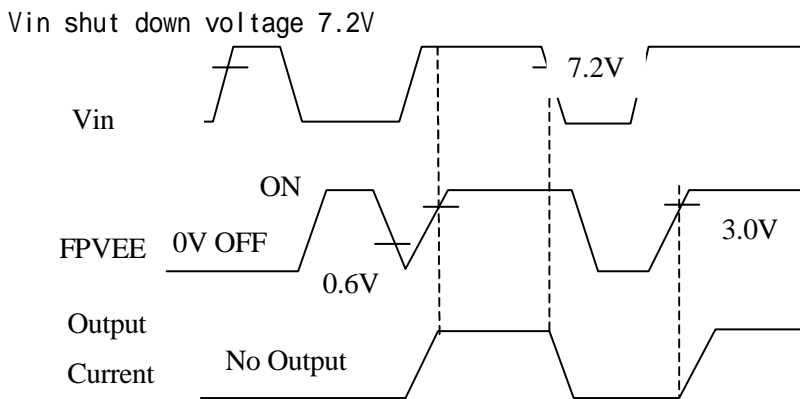 Vin shut down voltage 7.2V
7.2V
Vin
ON
FPVEE 0V OFF
3.0V
0.6V
Output
Current No Output